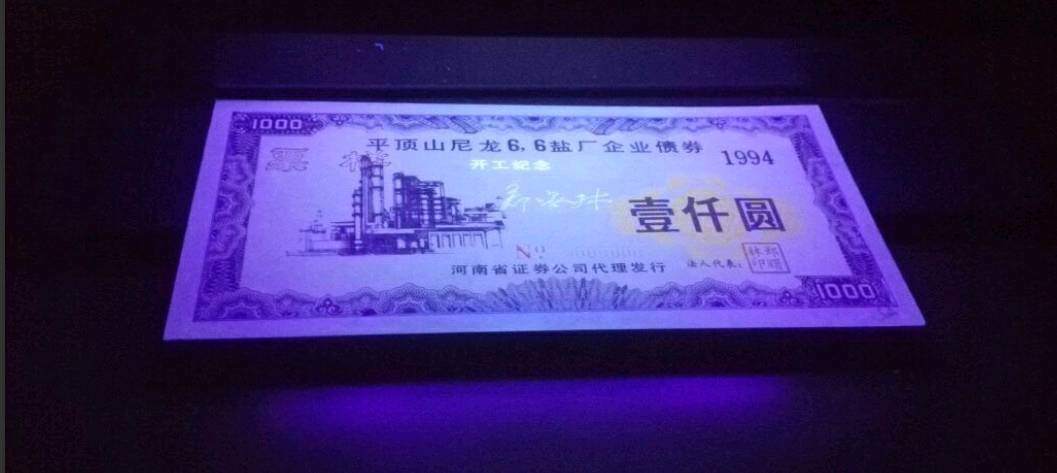 1000
平顶山尼龙6,6盐厂企业债券
1994
票样
开工纪念
壹仟圆
No
河南省证券公司代理发行
法人代表:
1000